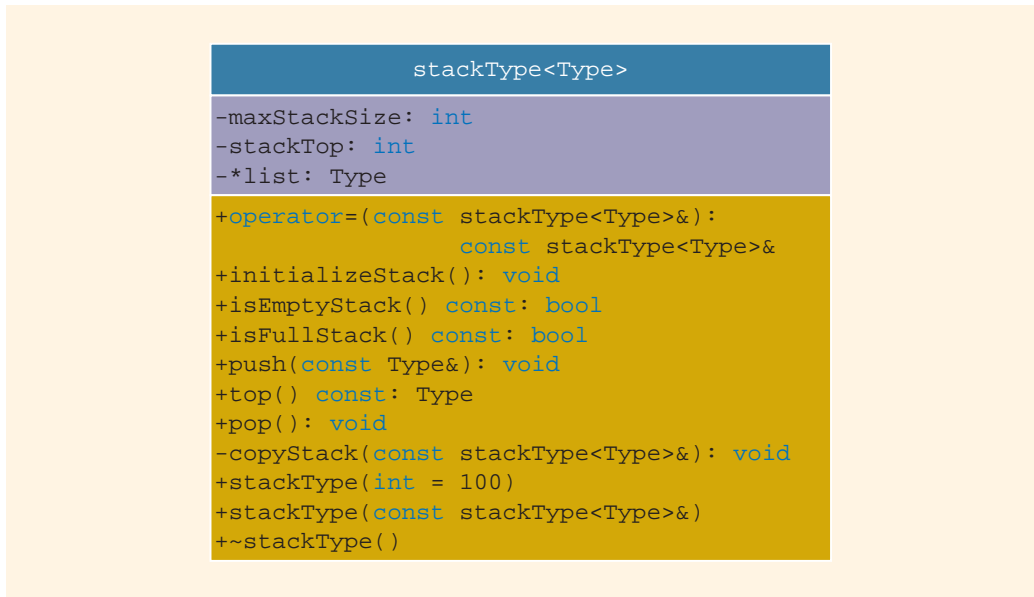 stackType<Type>
-maxStackSize: int
-stackTop: int
-*list: Type
+operator=(const stackType<Type>&):
const stackType<Type>&
+initializeStack(): void
+isEmptyStack() const: bool
+isFullStack() const: bool
+push(const Type&): void
+top() const: Type
+pop(): void
-copyStack(const stackType<Type>&): void
+stackType(int = 100)
+stackType(const stackType<Type>&)
+~stackType()